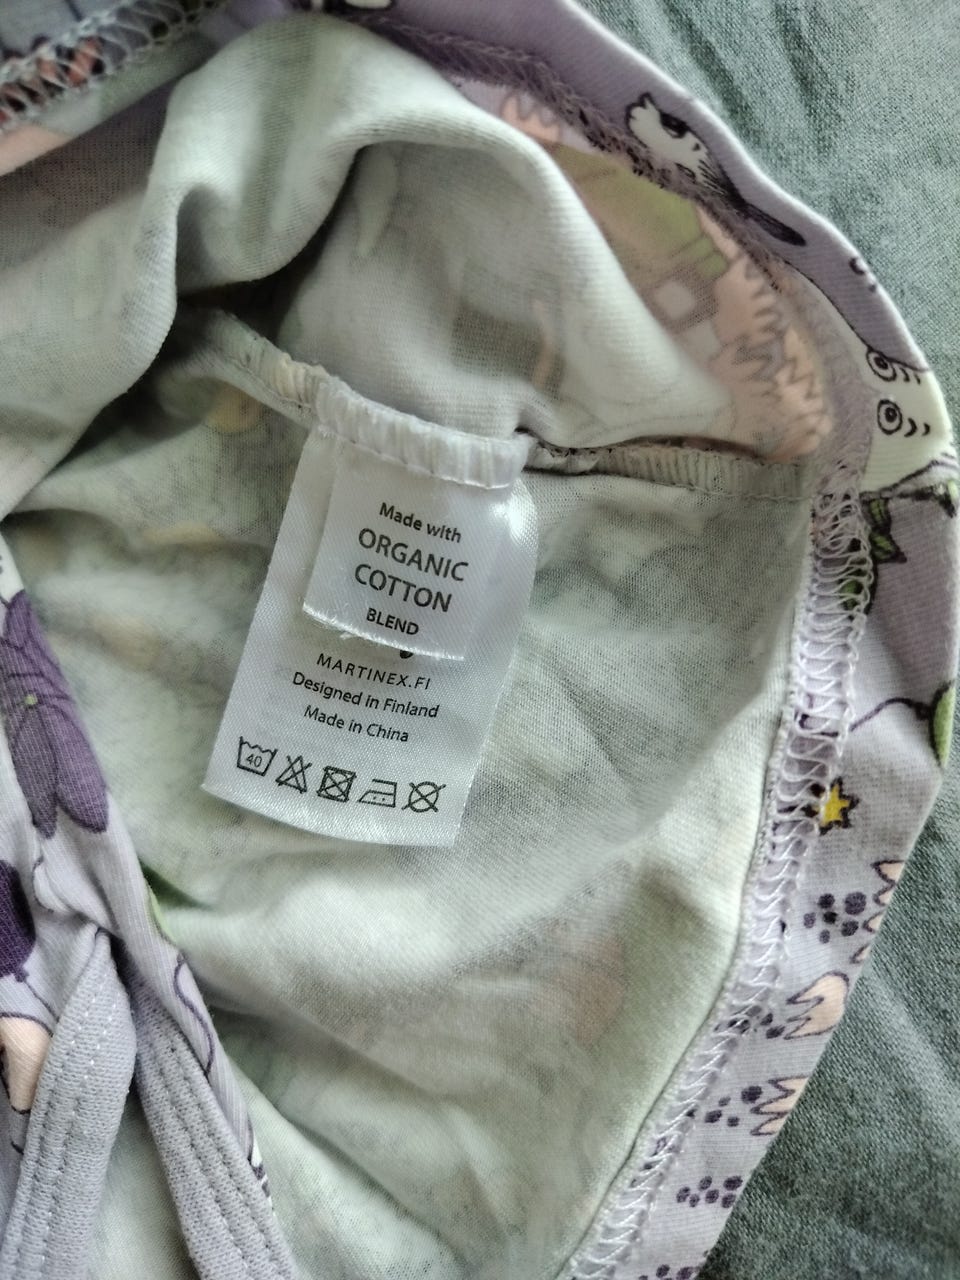 Made with
ORGANIC
COTTON
BLEND
MARTINEX.FI
Designed in Finland
Made in China
40